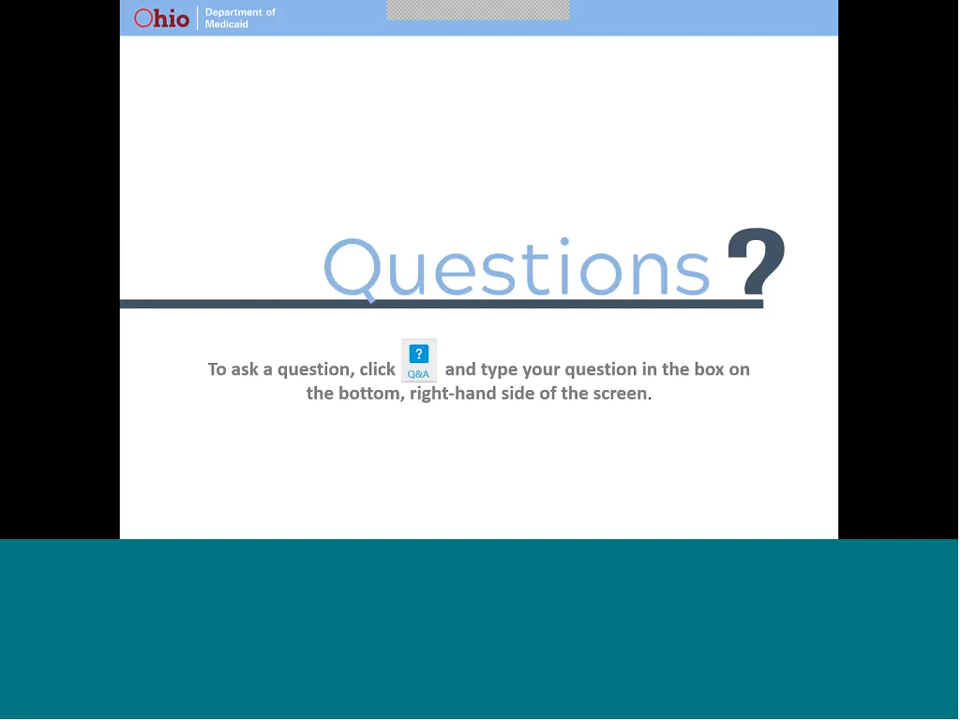 Ohio
Department of
Medicaid
Questions ?
To ask a question, click ? Q&A and type your question in the box on
the bottom, right-hand side of the screen.